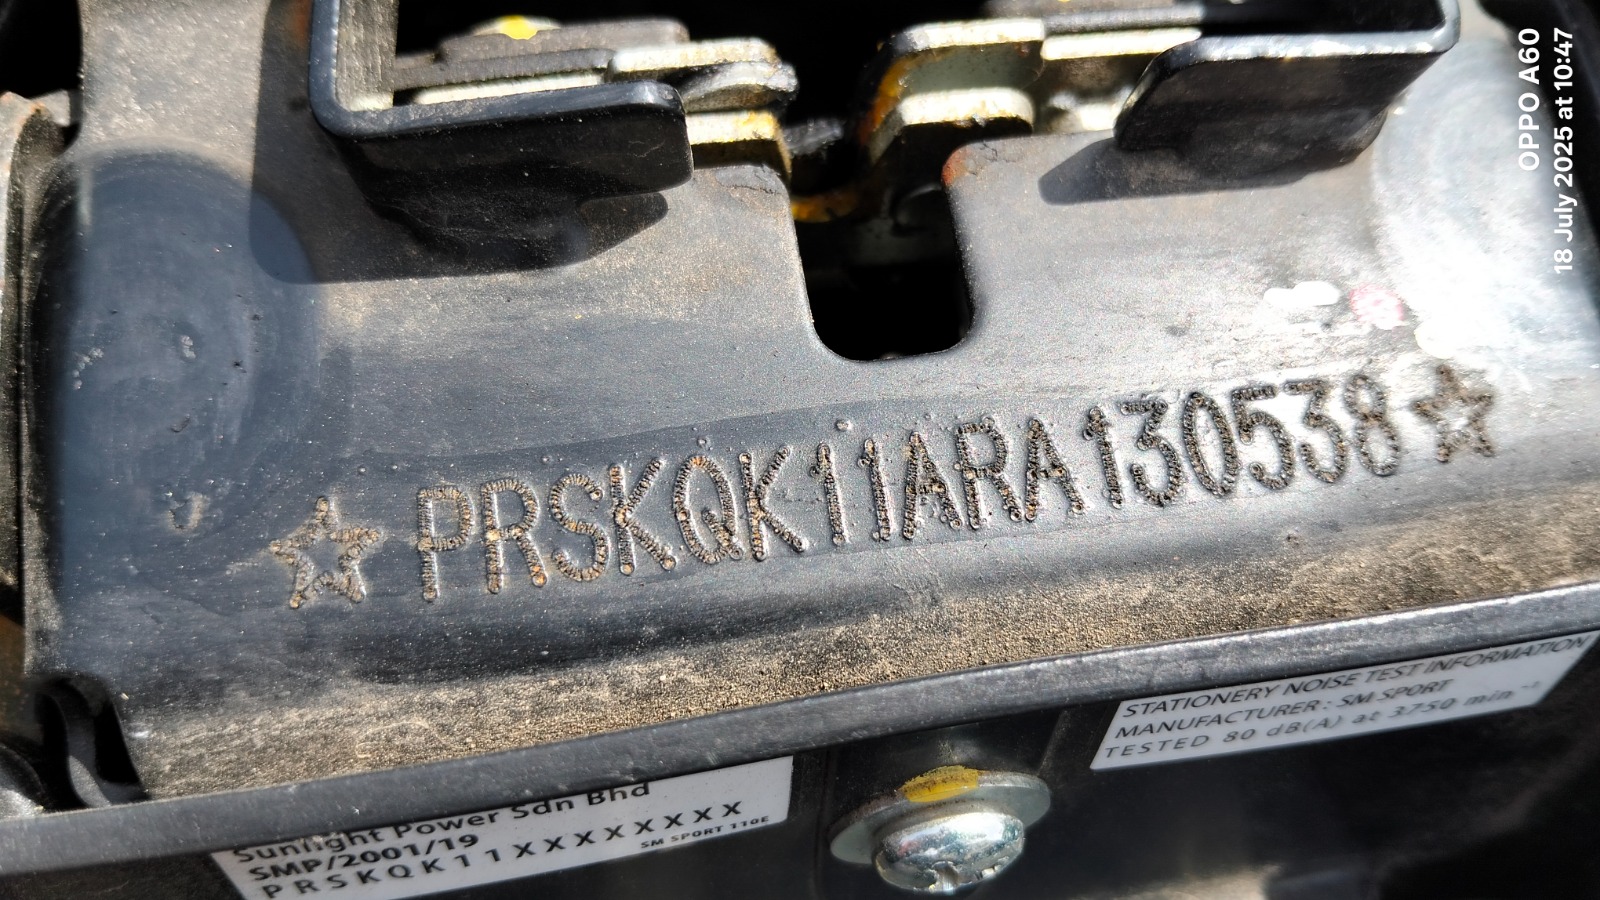 ☆PRSKQK11ARA130538☆
STATIONERY NOISE TEST INFORMATION
MANUFACTURER : SM SPORT
TESTED 80 dB(A) at 3750 min⁻¹
Sunlight Power Sdn Bhd
SMP/2001/19
PRSKQK11XXXXXXXXX
SM SPORT 110E
OPPO A60
18 July 2025 at 10:47